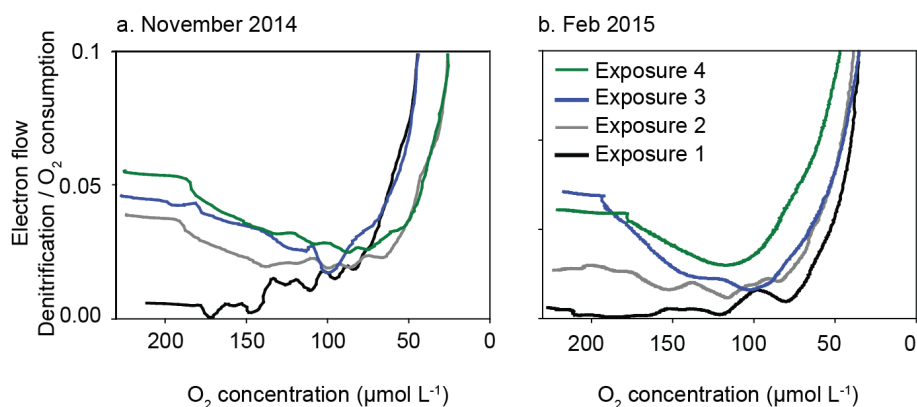 a. November 2014
b. Feb 2015
Electron flow
Denitrification / O₂ consumption
0.1
0.05
0.00
200
150
100
50
0
O₂ concentration (µmol L⁻¹)
Exposure 4
Exposure 3
Exposure 2
Exposure 1
200
150
100
50
0
O₂ concentration (µmol L⁻¹)